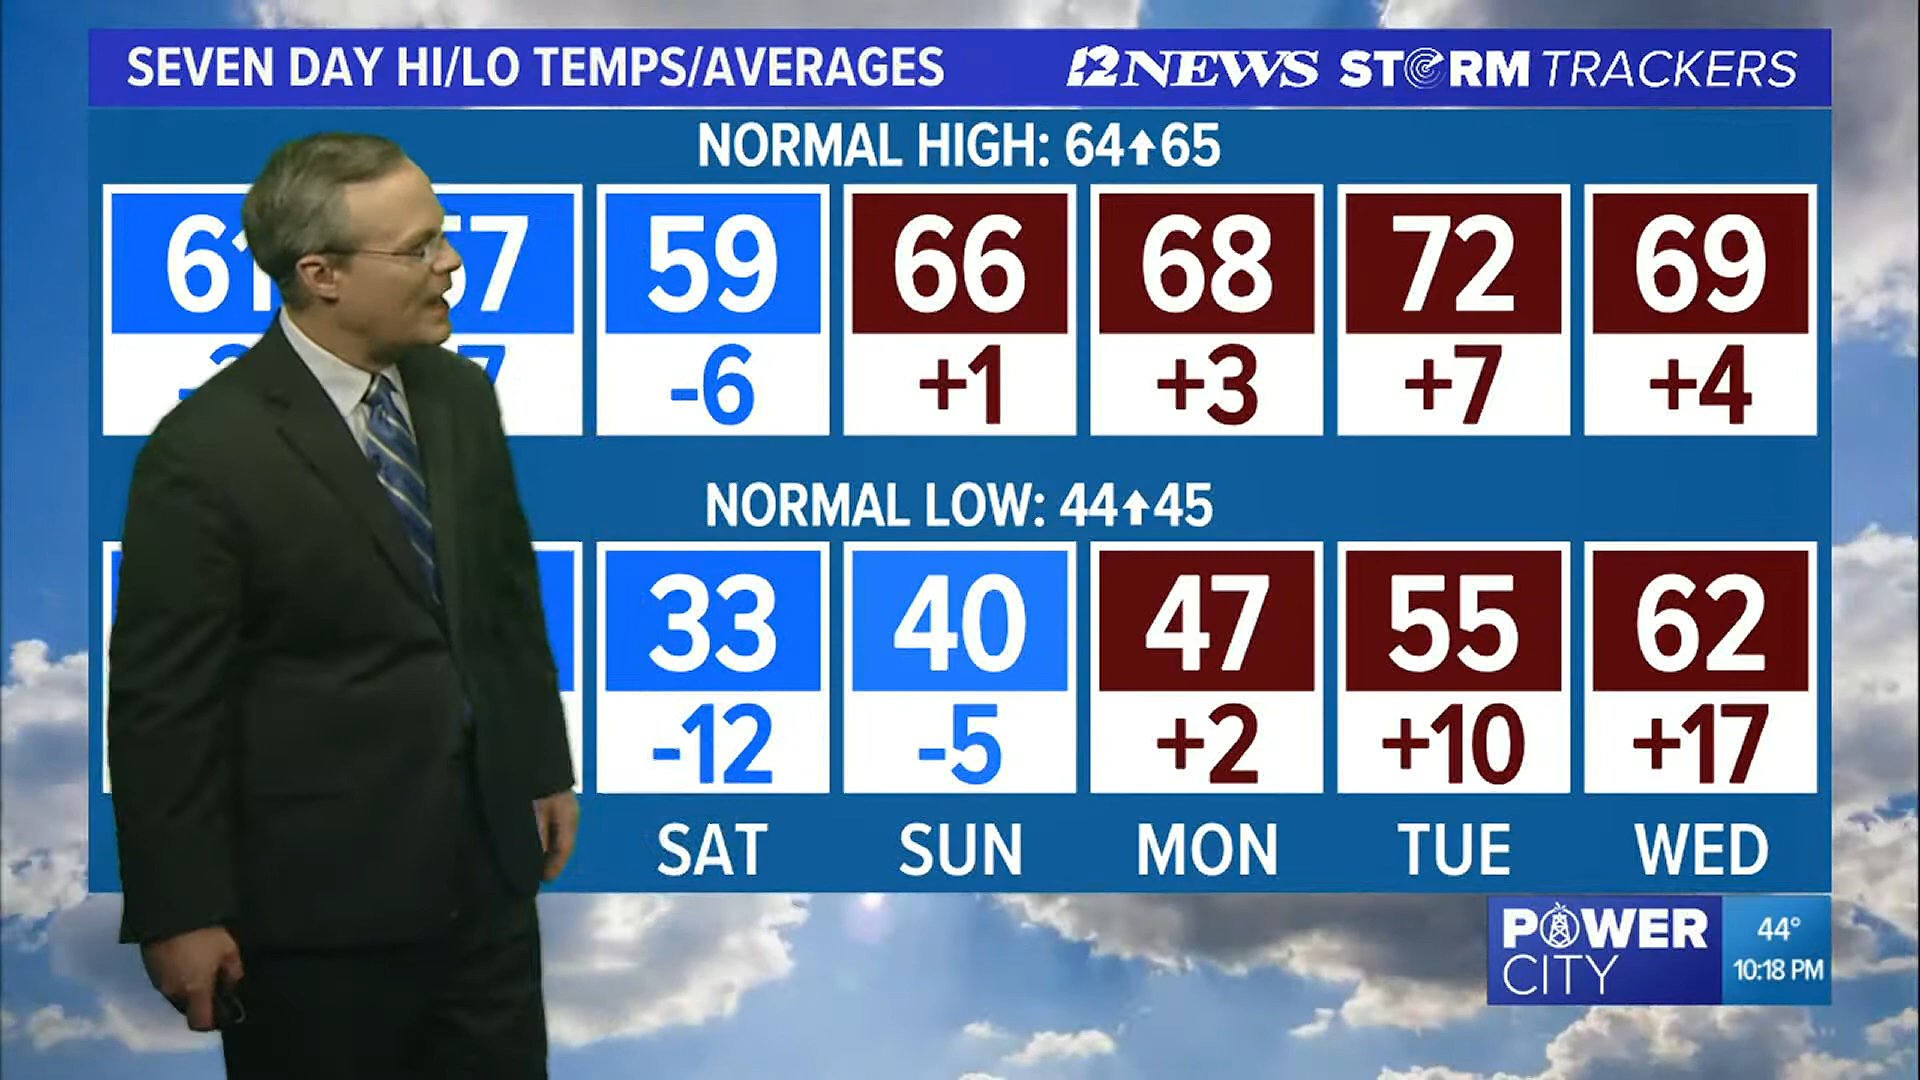 SEVEN DAY HI/LO TEMPS/AVERAGES
12NEWS STORM TRACKERS
NORMAL HIGH: 64⬆65
61 57 59 66 68 72 69
-6 +1 +3 +7 +4
NORMAL LOW: 44⬆45
33 40 47 55 62
-12 -5 +2 +10 +17
SAT SUN MON TUE WED
POWER CITY
44°
10:18 PM